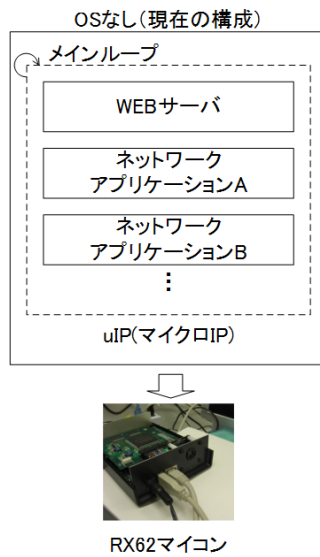 OSなし(現在の構成)
メインループ
WEBサーバ
ネットワーク
アプリケーションA
ネットワーク
アプリケーションB
⋮
uIP(マイクロIP)
RX62マイコン